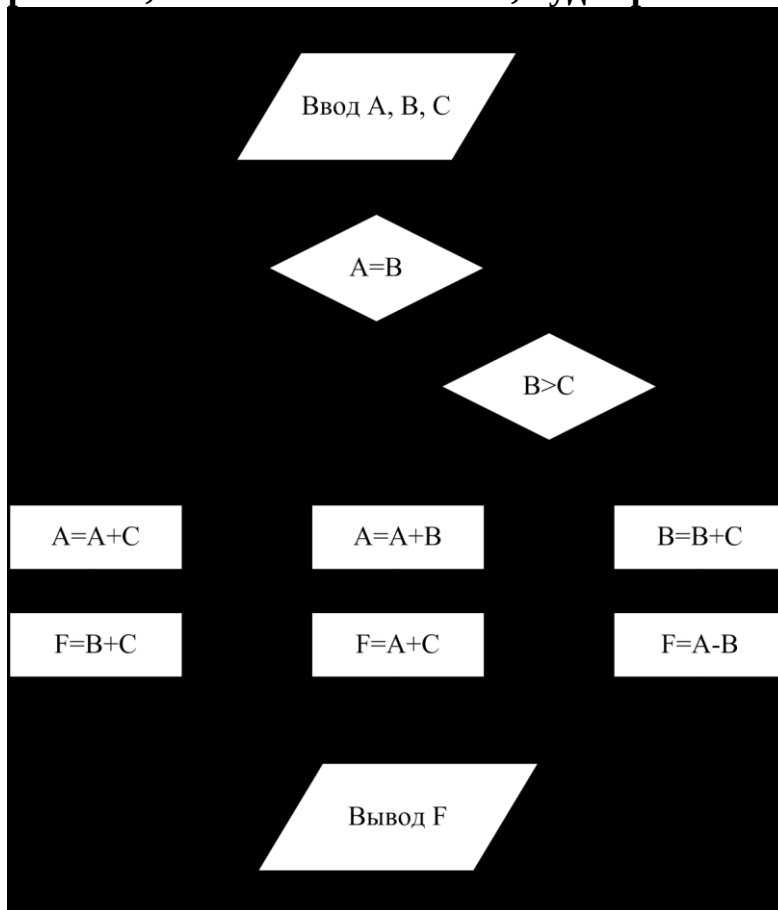 Ввод A, B, C
A=B
B>C
A=A+C
A=A+B
B=B+C
F=B+C
F=A+C
F=A-B
Вывод F